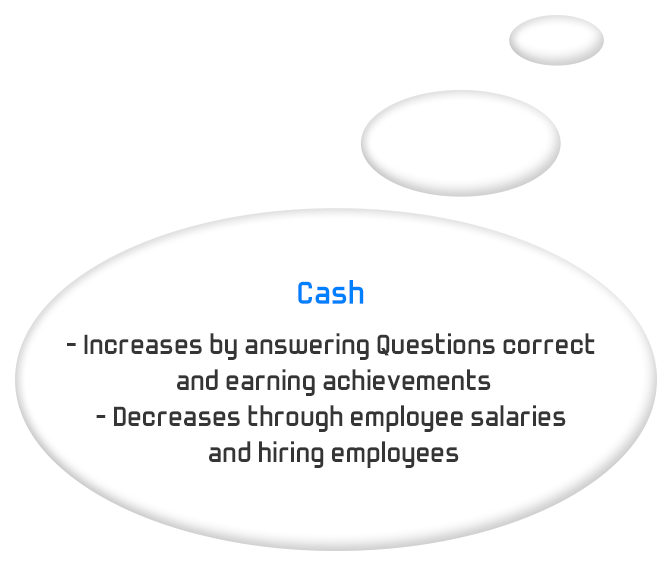 Cash
- Increases by answering Questions correct
and earning achievements
- Decreases through employee salaries
and hiring employees